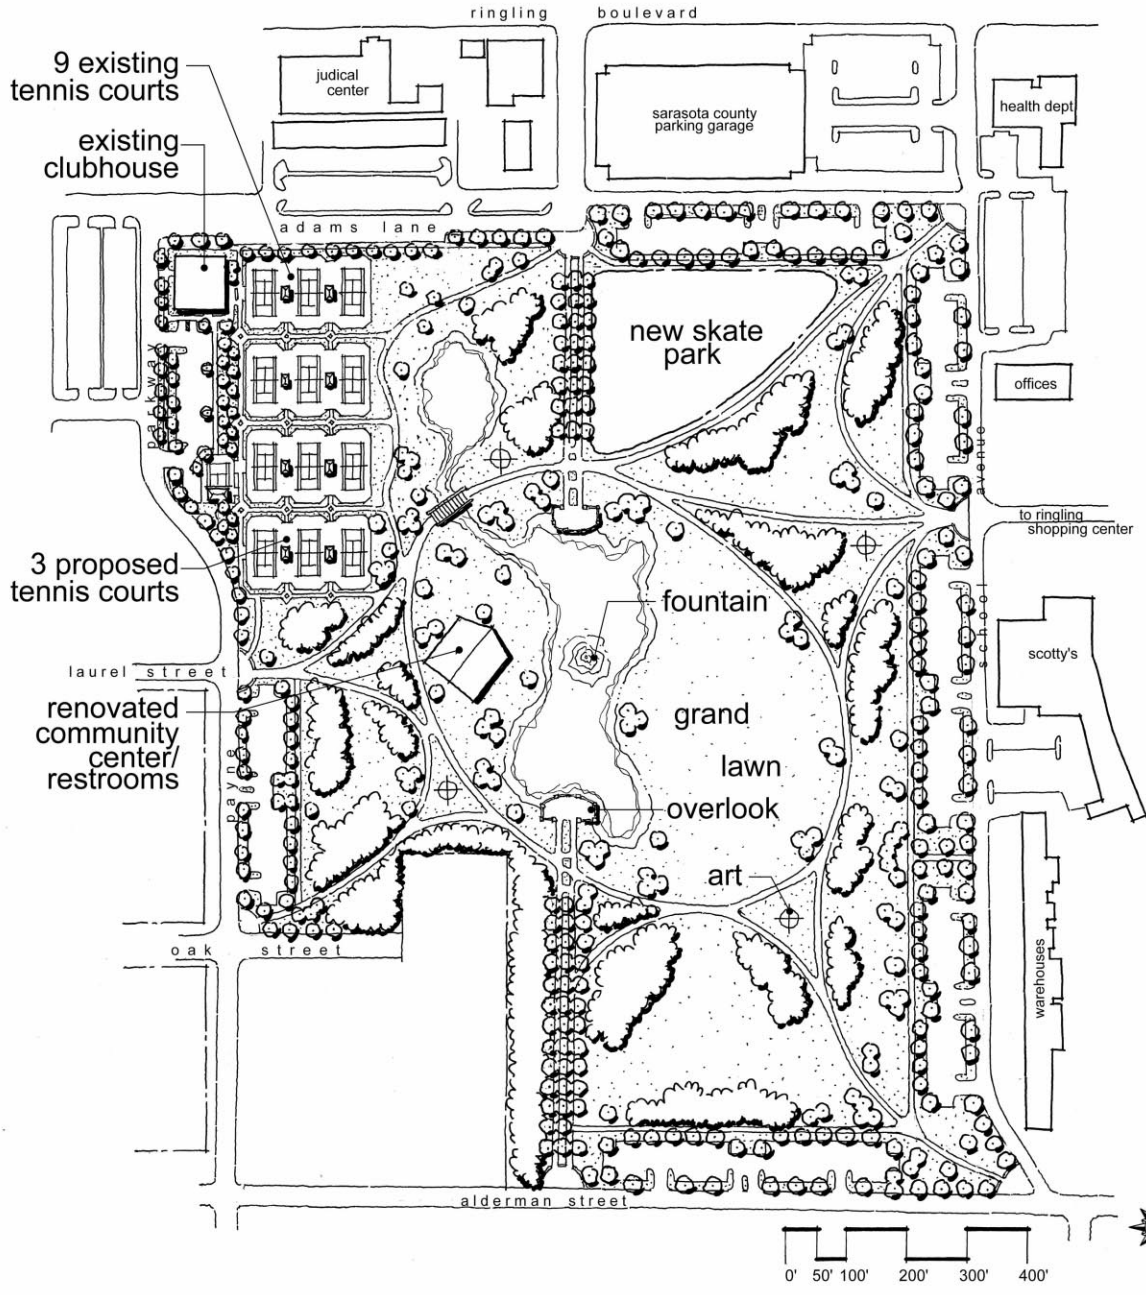 ringling boulevard
9 existing
tennis courts
judical
center
sarasota county
parking garage
health dept
existing
clubhouse
adams lane
new skate
park
parkway
offices
avenue
to ringling
shopping center
3 proposed
tennis courts
fountain
school
scotty's
laurel street
renovated
community
center/
restrooms
grand
lawn
payne
overlook
art
oak street
warehouses
alderman street
0' 50' 100' 200' 300' 400'